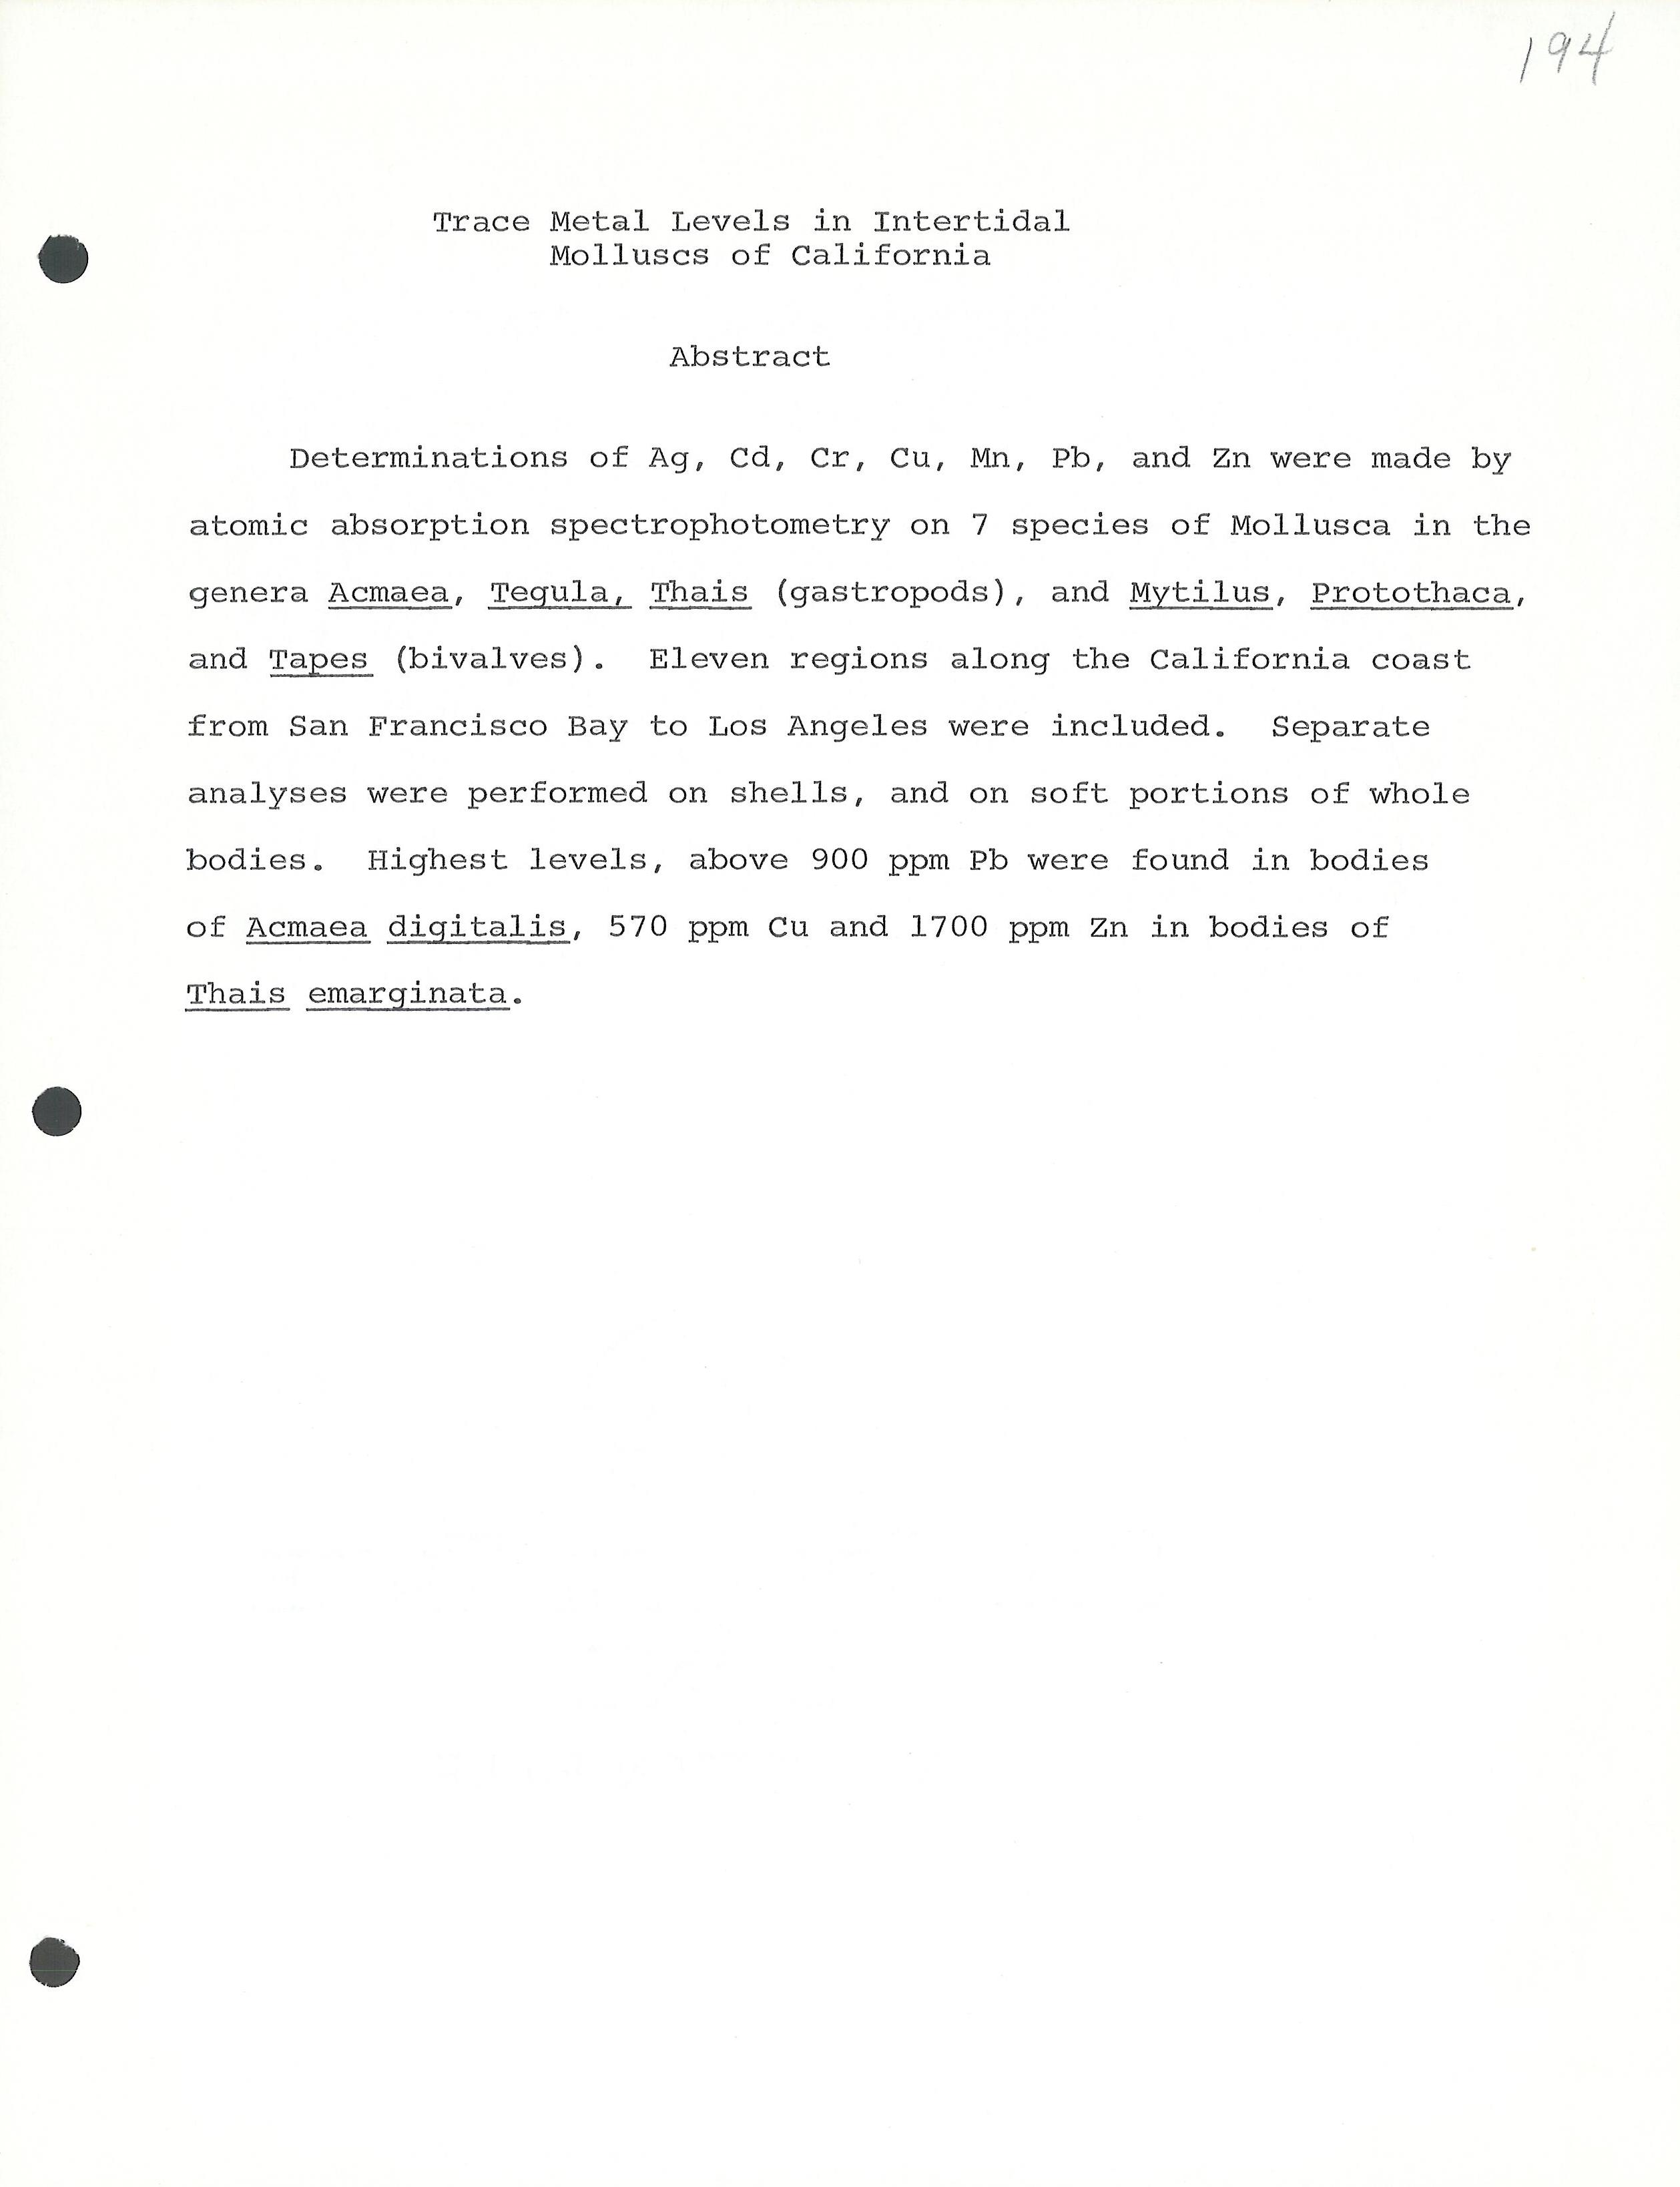 194
Trace Metal Levels in Intertidal
Molluscs of California
Abstract
Determinations of Ag, Cd, Cr, Cu, Mn, Pb, and Zn were made by
atomic absorption spectrophotometry on 7 species of Mollusca in the
genera Acmaea, Tegula, Thais (gastropods), and Mytilus, Protothaca,
and Tapes (bivalves). Eleven regions along the California coast
from San Francisco Bay to Los Angeles were included. Separate
analyses were performed on shells, and on soft portions of whole
bodies. Highest levels, above 900 ppm Pb were found in bodies
of Acmaea digitalis, 570 ppm Cu and 1700 ppm Zn in bodies of
Thais emarginata.